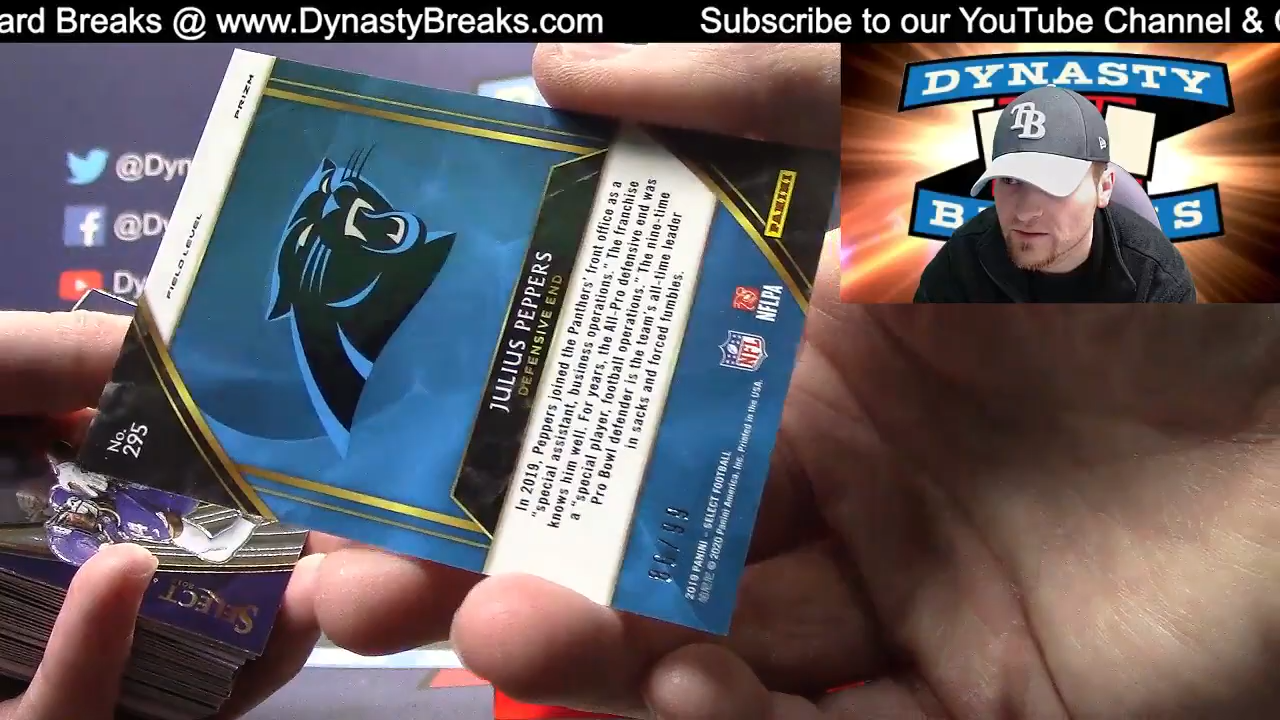 ard Breaks @ www.DynastyBreaks.com
Subscribe to our YouTube Channel & 
DYNASTY
TB
@Dyn
@Dyn
Dy
PRIZM
FIELD LEVEL
No.
295
JULIUS PEPPERS
DEFENSIVE END
In 2019, Peppers joined the Panthers' front office as a
"special assistant, business operations." The franchise
knows him well. For years, the All-Pro defensive end was
a "special player, football operations." The nine-time
Pro Bowl defender is the team's all-time leader
in sacks and forced fumbles.
PANINI
NFLPA
NFL
2019 PANINI - SELECT FOOTBALL
© 2020 Panini America, Inc. Printed in the USA.
SELECT